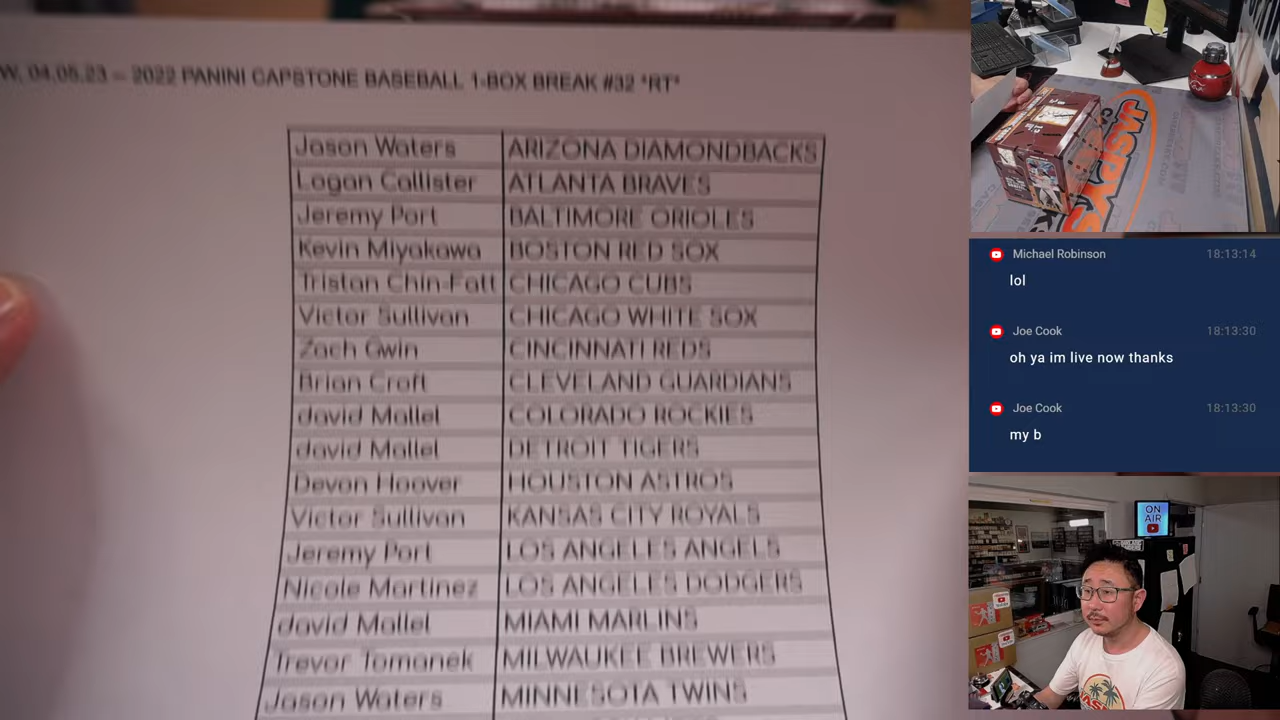 W, 04.05.23 – 2022 PANINI CAPSTONE BASEBALL 1-BOX BREAK #32 *RT*
Jason Waters ARIZONA DIAMONDBACKS
Logan Callister ATLANTA BRAVES
Jeremy Port BALTIMORE ORIOLES
Kevin Miyakawa BOSTON RED SOX
Tristan Chin-Fatt CHICAGO CUBS
Victor Sullivan CHICAGO WHITE SOX
Zach Gwin CINCINNATI REDS
Brian Croft CLEVELAND GUARDIANS
david Mallel COLORADO ROCKIES
david Mallel DETROIT TIGERS
Devon Hoover HOUSTON ASTROS
Victor Sullivan KANSAS CITY ROYALS
Jeremy Port LOS ANGELES ANGELS
Nicole Martinez LOS ANGELES DODGERS
david Mallel MIAMI MARLINS
Trevor Tomanek MILWAUKEE BREWERS
Jason Waters MINNESOTA TWINS
JASPY'S
Michael Robinson 18:13:14
lol
Joe Cook 18:13:30
oh ya im live now thanks
Joe Cook 18:13:30
my b
ON
AIR